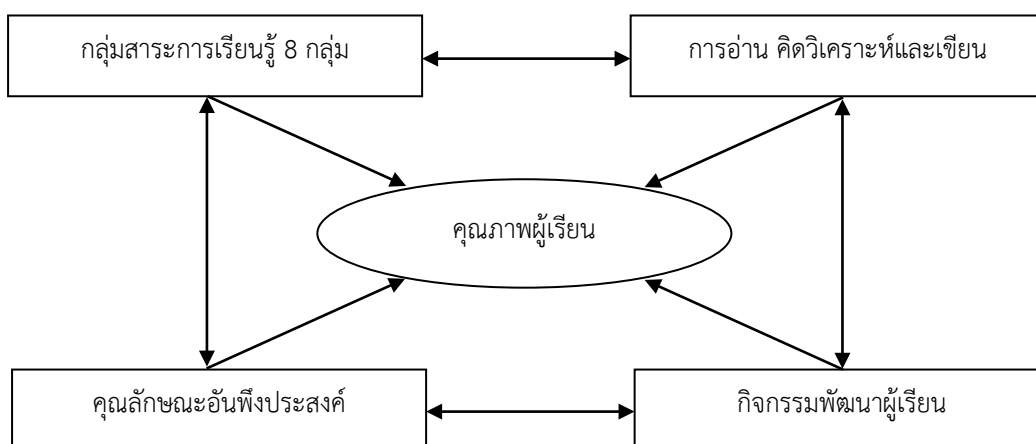 กลุ่มสาระการเรียนรู้ 8 กลุ่ม
การอ่าน คิดวิเคราะห์และเขียน
คุณภาพผู้เรียน
คุณลักษณะอันพึงประสงค์
กิจกรรมพัฒนาผู้เรียน